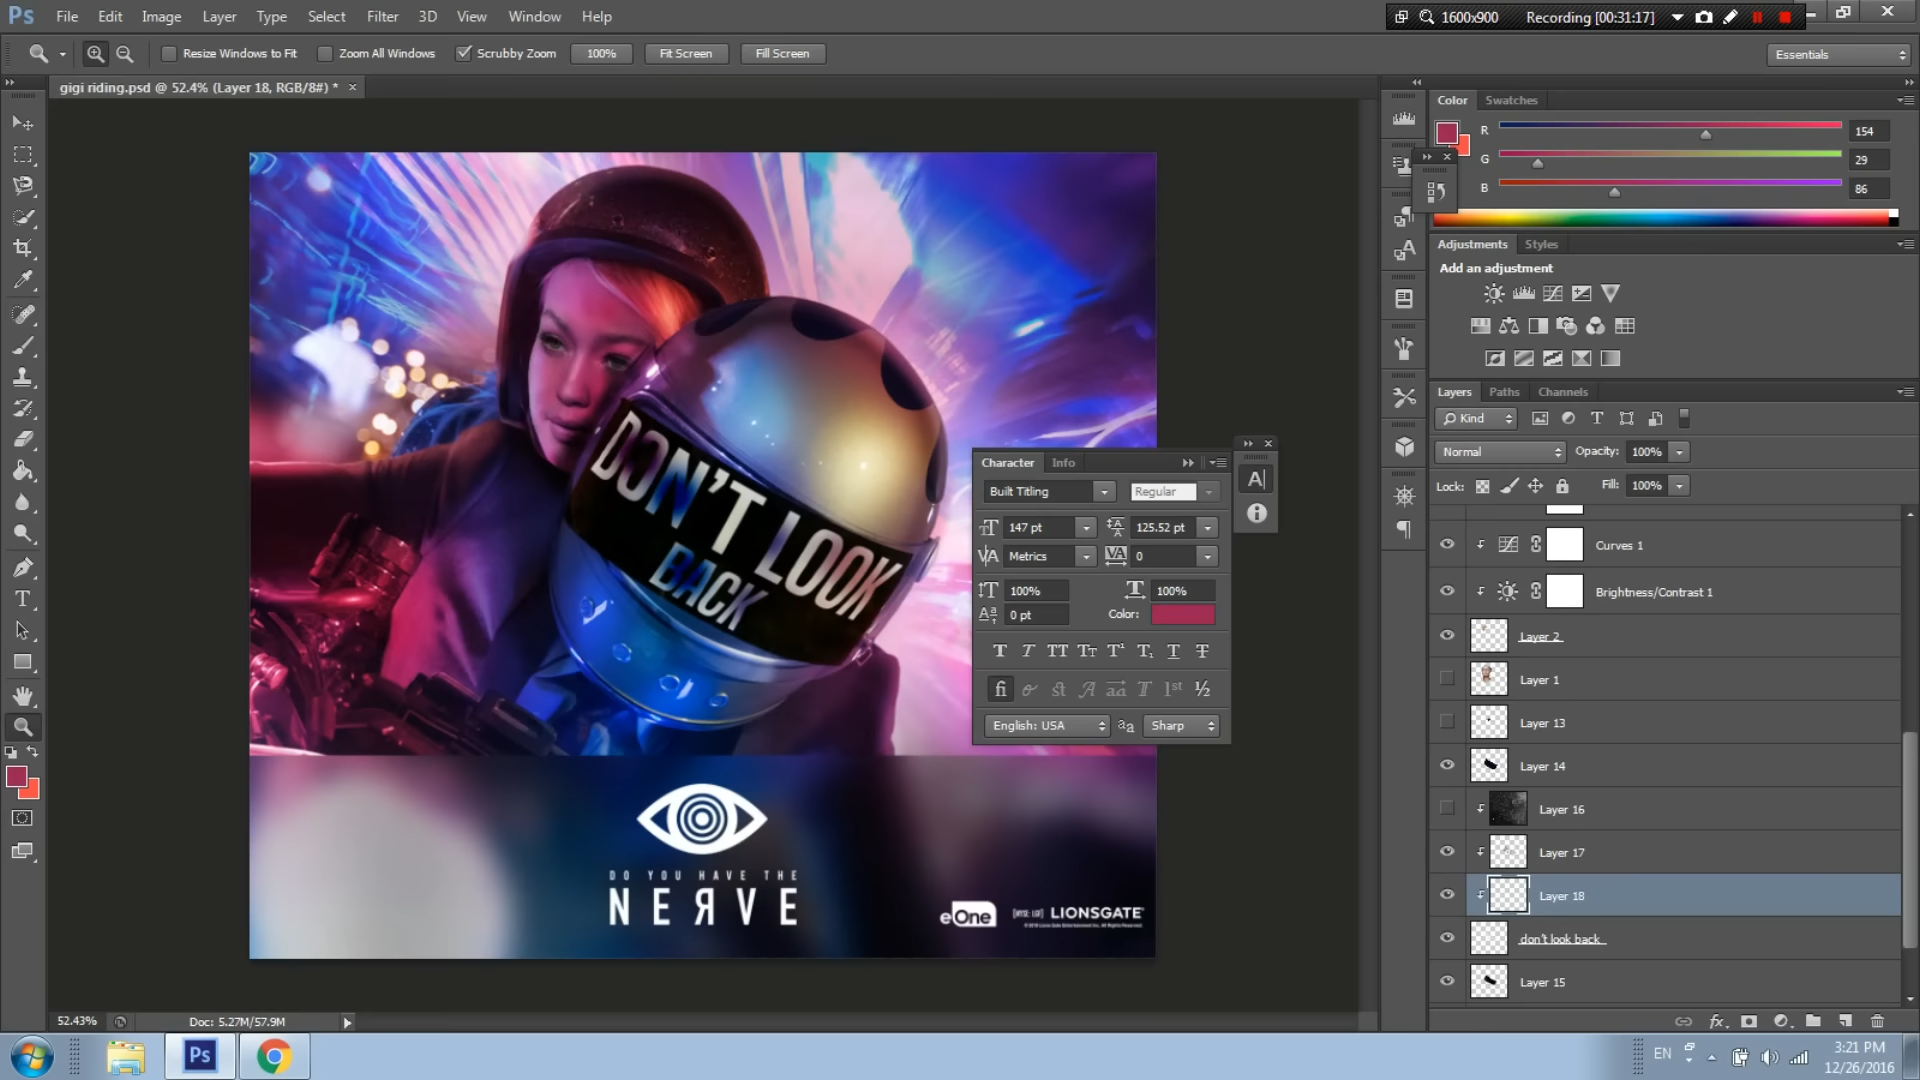 Ps File Edit Image Layer Type Select Filter 3D View Window Help
1600x900 Recording [00:31:17]
Resize Windows to Fit Zoom All Windows Scrubby Zoom 100% Fit Screen Fill Screen
Essentials
gigi riding.psd @ 52.4% (Layer 18, RGB/8#) * ×
Color Swatches
R 154
G 29
B 86
Adjustments Styles
Add an adjustment
Layers Paths Channels
Kind
Normal Opacity: 100%
Lock: Fill: 100%
Curves 1
Brightness/Contrast 1
Layer 2
Layer 1
Layer 13
Layer 14
Layer 16
Layer 17
Layer 18
don't look back
Layer 15
Character Info
Built Titling Regular
147 pt 125.52 pt
Metrics 0
100% 100%
0 pt Color:
English: USA Sharp
DON'T LOOK
BACK
DO YOU HAVE THE
NEЯVE
eOne LIONSGATE
52.43% Doc: 5.27M/57.9M
Ps
EN
3:21 PM
12/26/2016